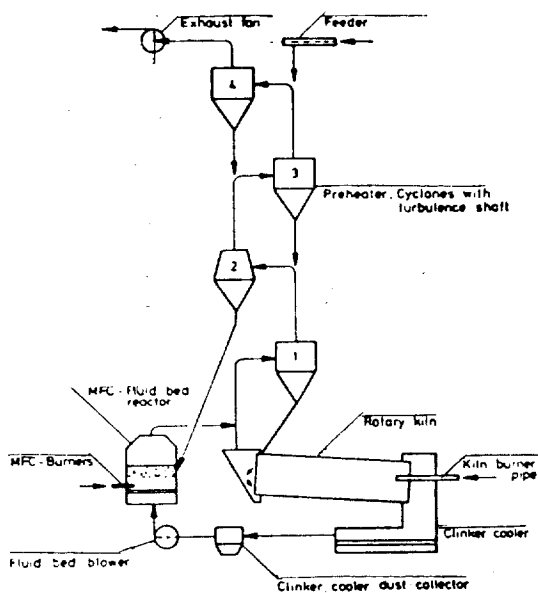 Exhaust fan
Feeder
4
3
Preheater, Cyclones with
turbulence shaft
2
1
MFC-Fluid bed
reactor
Rotary kiln
MFC-Burners
Kiln burner
pipe
Clinker cooler
Fluid bed blower
Clinker cooler dust collector